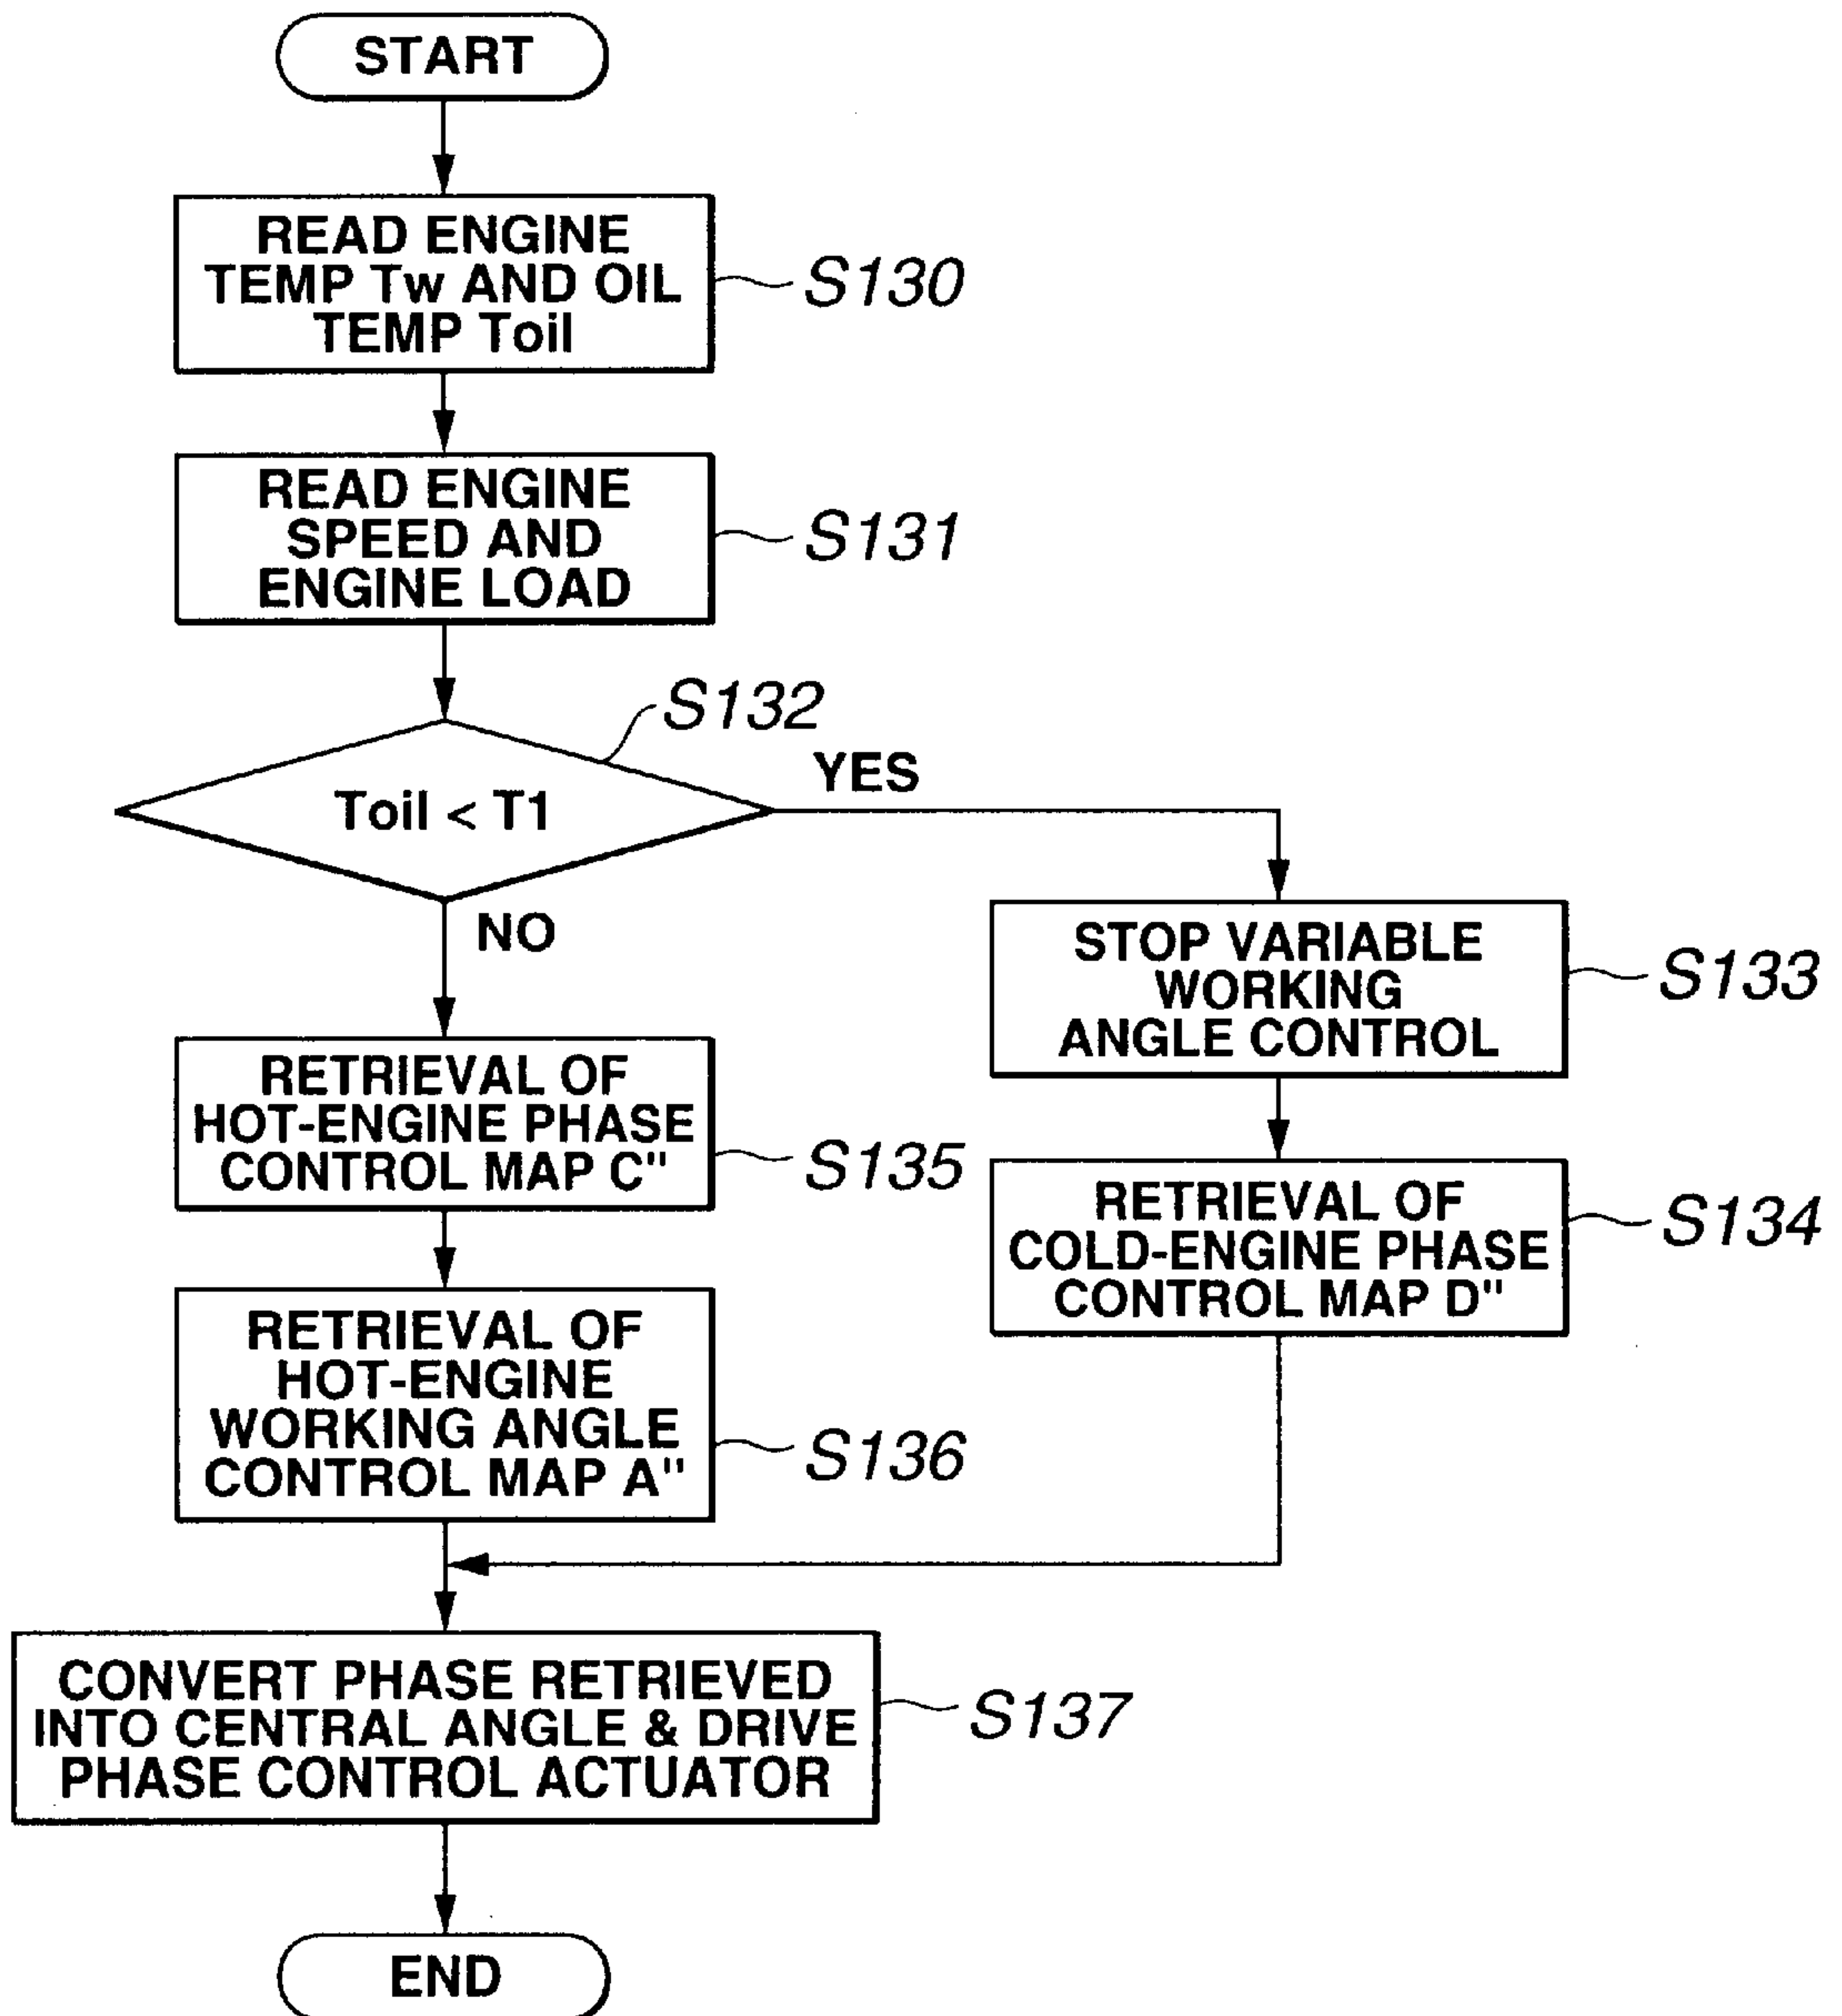 START
READ ENGINE
TEMP Tw AND OIL
TEMP Toil
S130
READ ENGINE
SPEED AND
ENGINE LOAD
S131
S132
Toil < T1
YES
NO
STOP VARIABLE
WORKING
ANGLE CONTROL
S133
RETRIEVAL OF
HOT-ENGINE PHASE
CONTROL MAP C"
S135
RETRIEVAL OF
COLD-ENGINE PHASE
CONTROL MAP D"
S134
RETRIEVAL OF
HOT-ENGINE
WORKING ANGLE
CONTROL MAP A"
S136
CONVERT PHASE RETRIEVED
INTO CENTRAL ANGLE & DRIVE
PHASE CONTROL ACTUATOR
S137
END